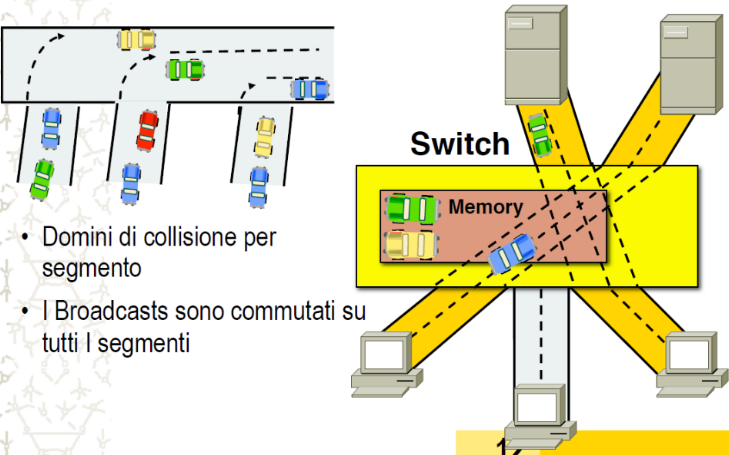 Switch
Memory
• Domini di collisione per
segmento
• I Broadcasts sono commutati su
tutti I segmenti